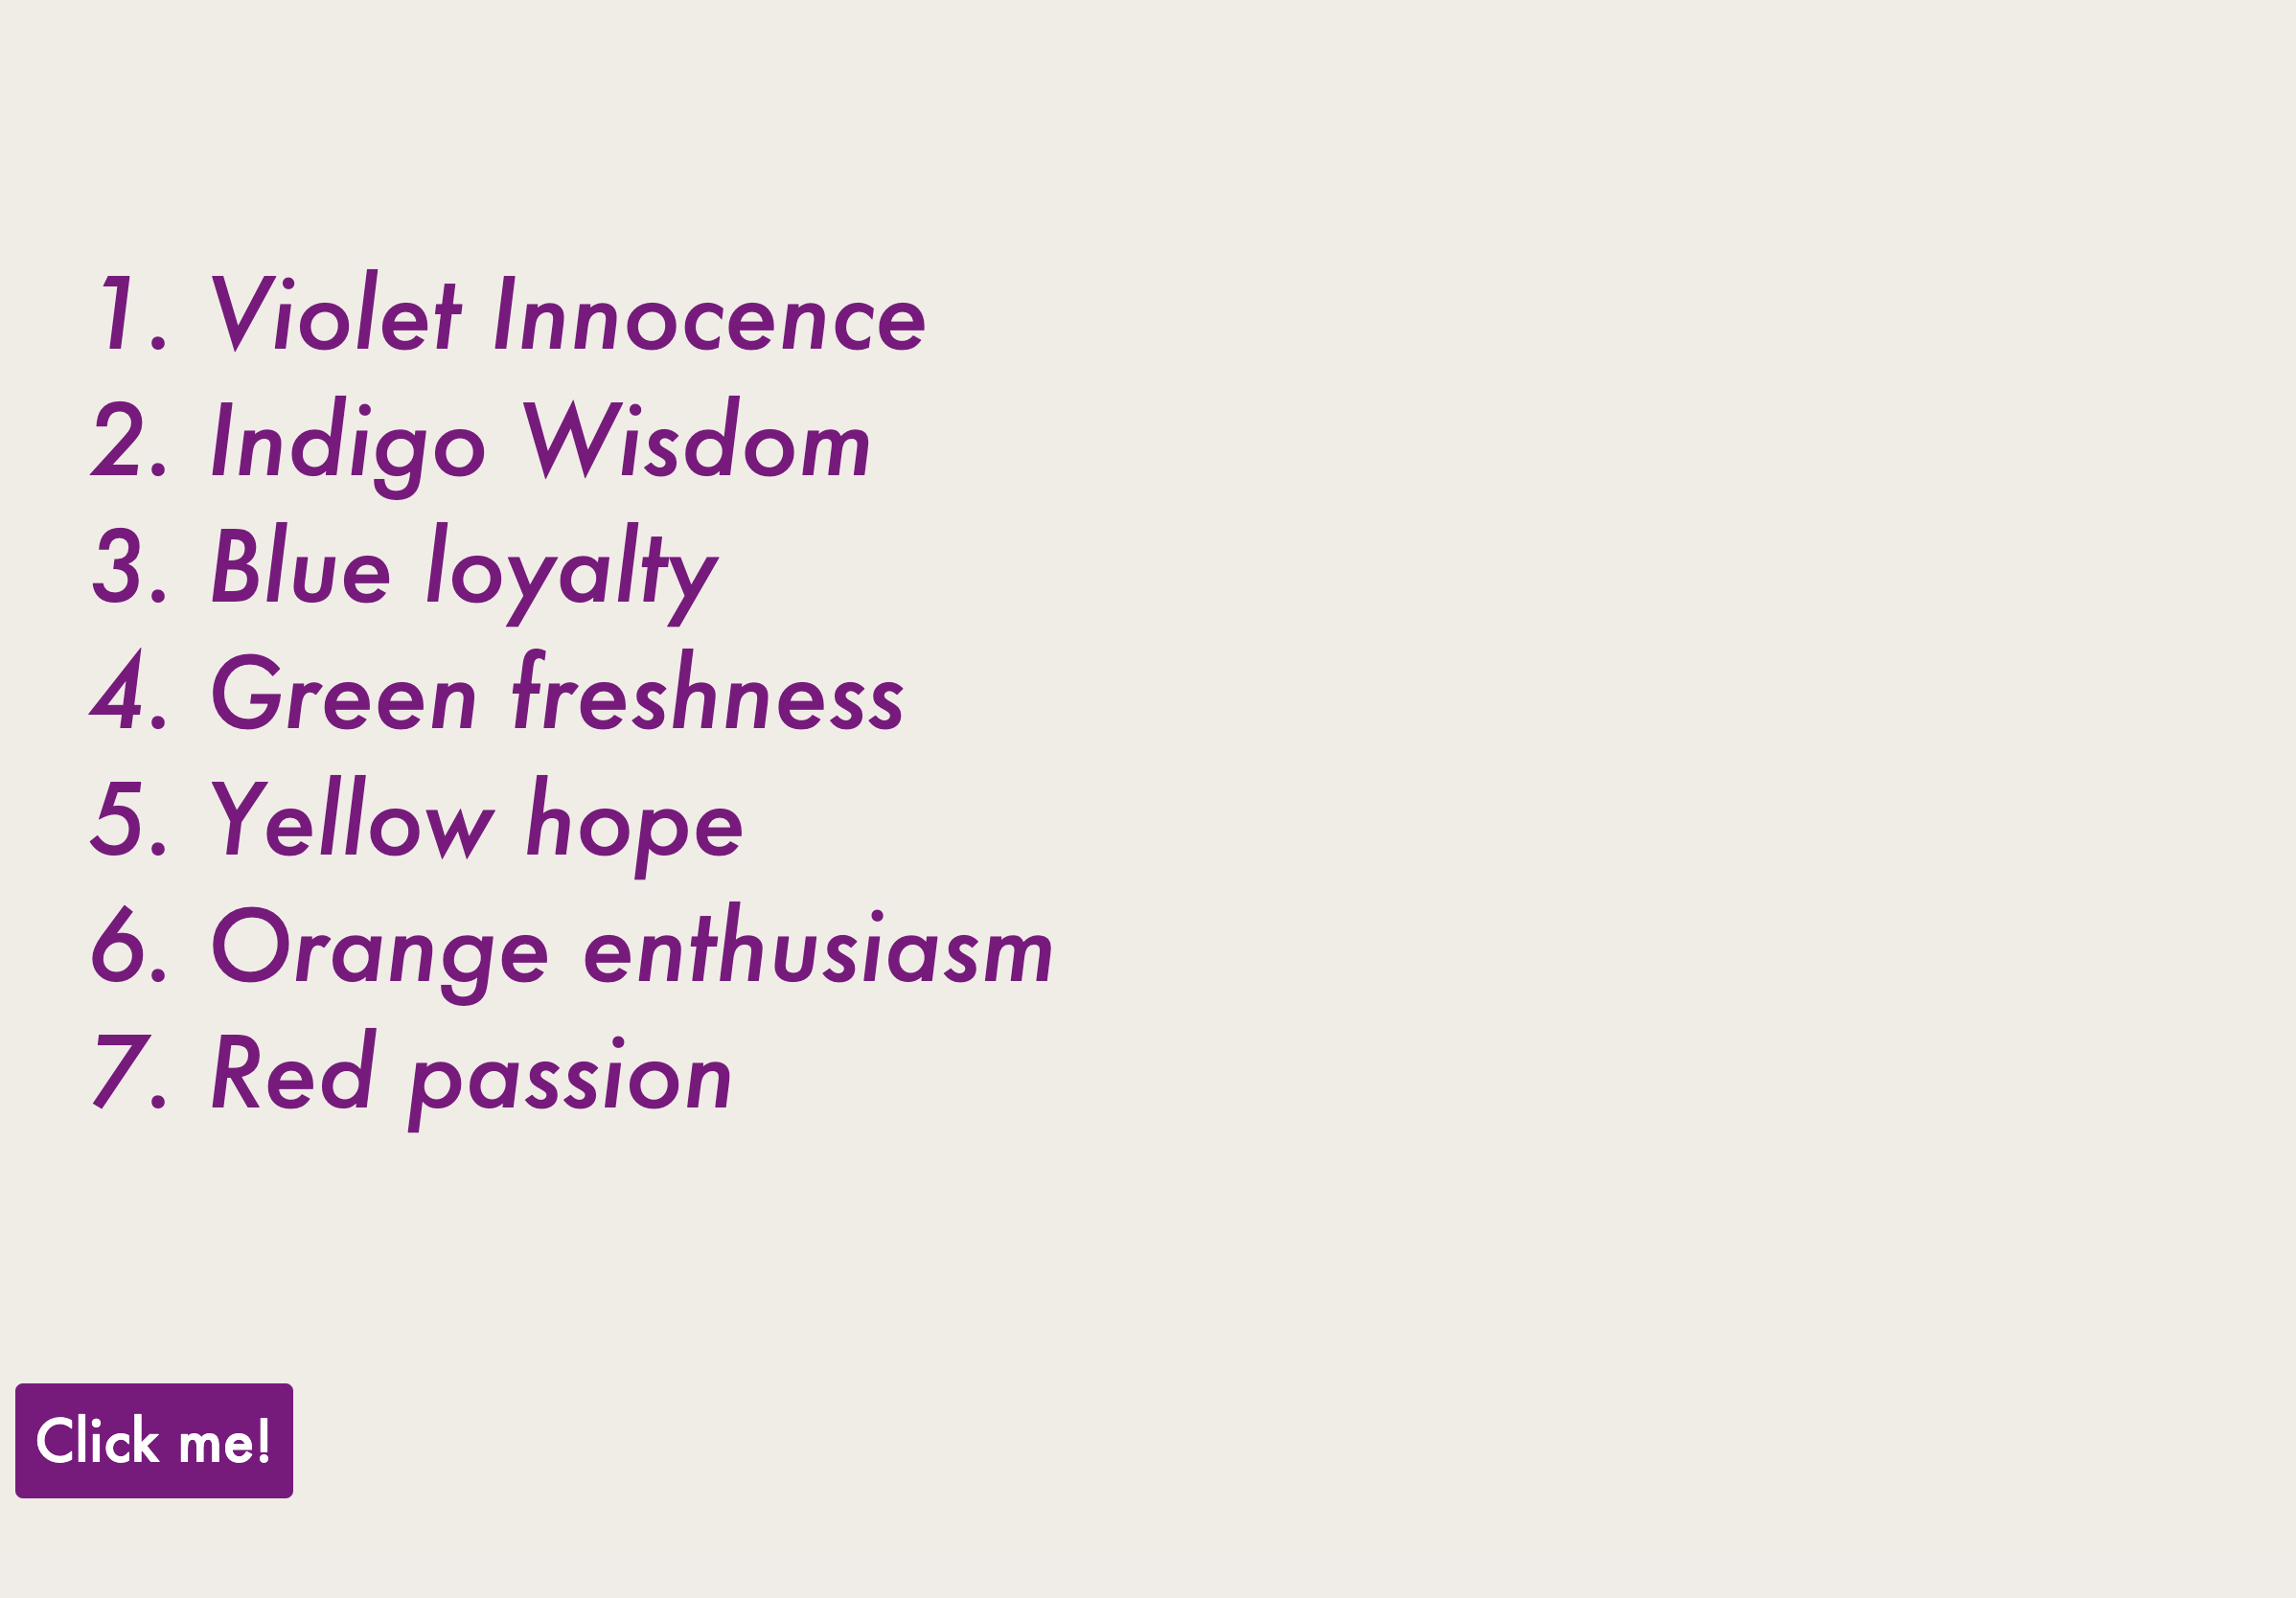 1. Violet Innocence
2. Indigo Wisdom
3. Blue loyalty
4. Green freshness
5. Yellow hope
6. Orange enthusiasm
7. Red passion
Click me!